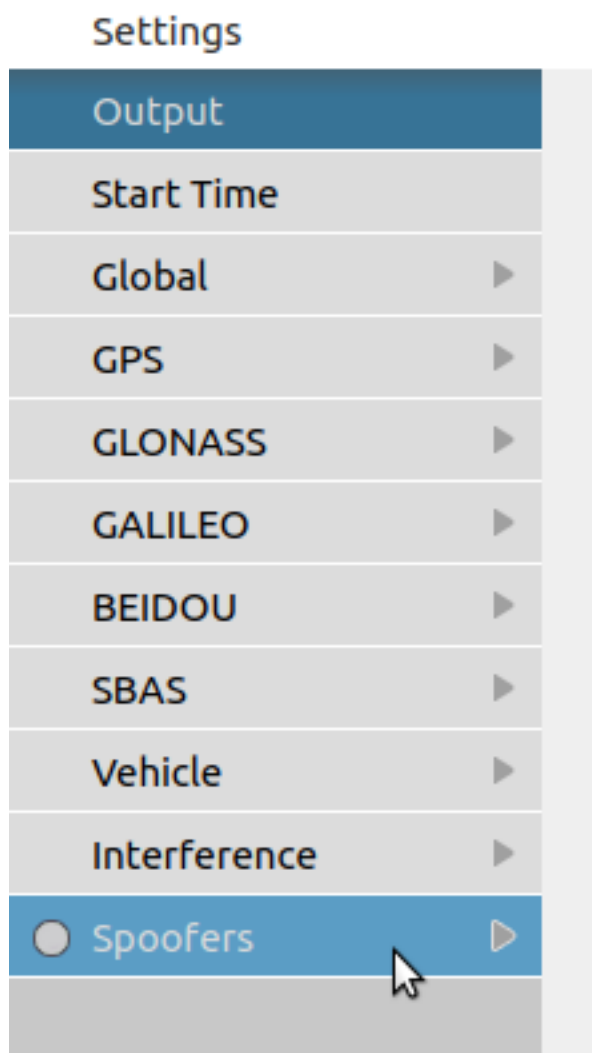 Settings
Output
Start Time
Global
GPS
GLONASS
GALILEO
BEIDOU
SBAS
Vehicle
Interference
Spoofers